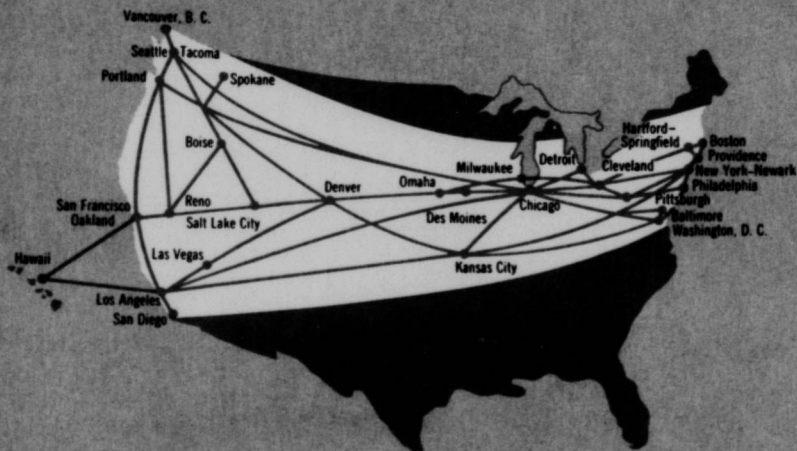 Vancouver, B. C.
Seattle
Tacoma
Portland
Spokane
Boise
Hartford-
Springfield
Boston
Providence
New York-Newark
Philadelphia
Pittsburgh
Baltimore
Washington, D. C.
Milwaukee
Detroit
Cleveland
Omaha
Denver
Des Moines
Chicago
San Francisco
Oakland
Reno
Salt Lake City
Las Vegas
Kansas City
Hawaii
Los Angeles
San Diego